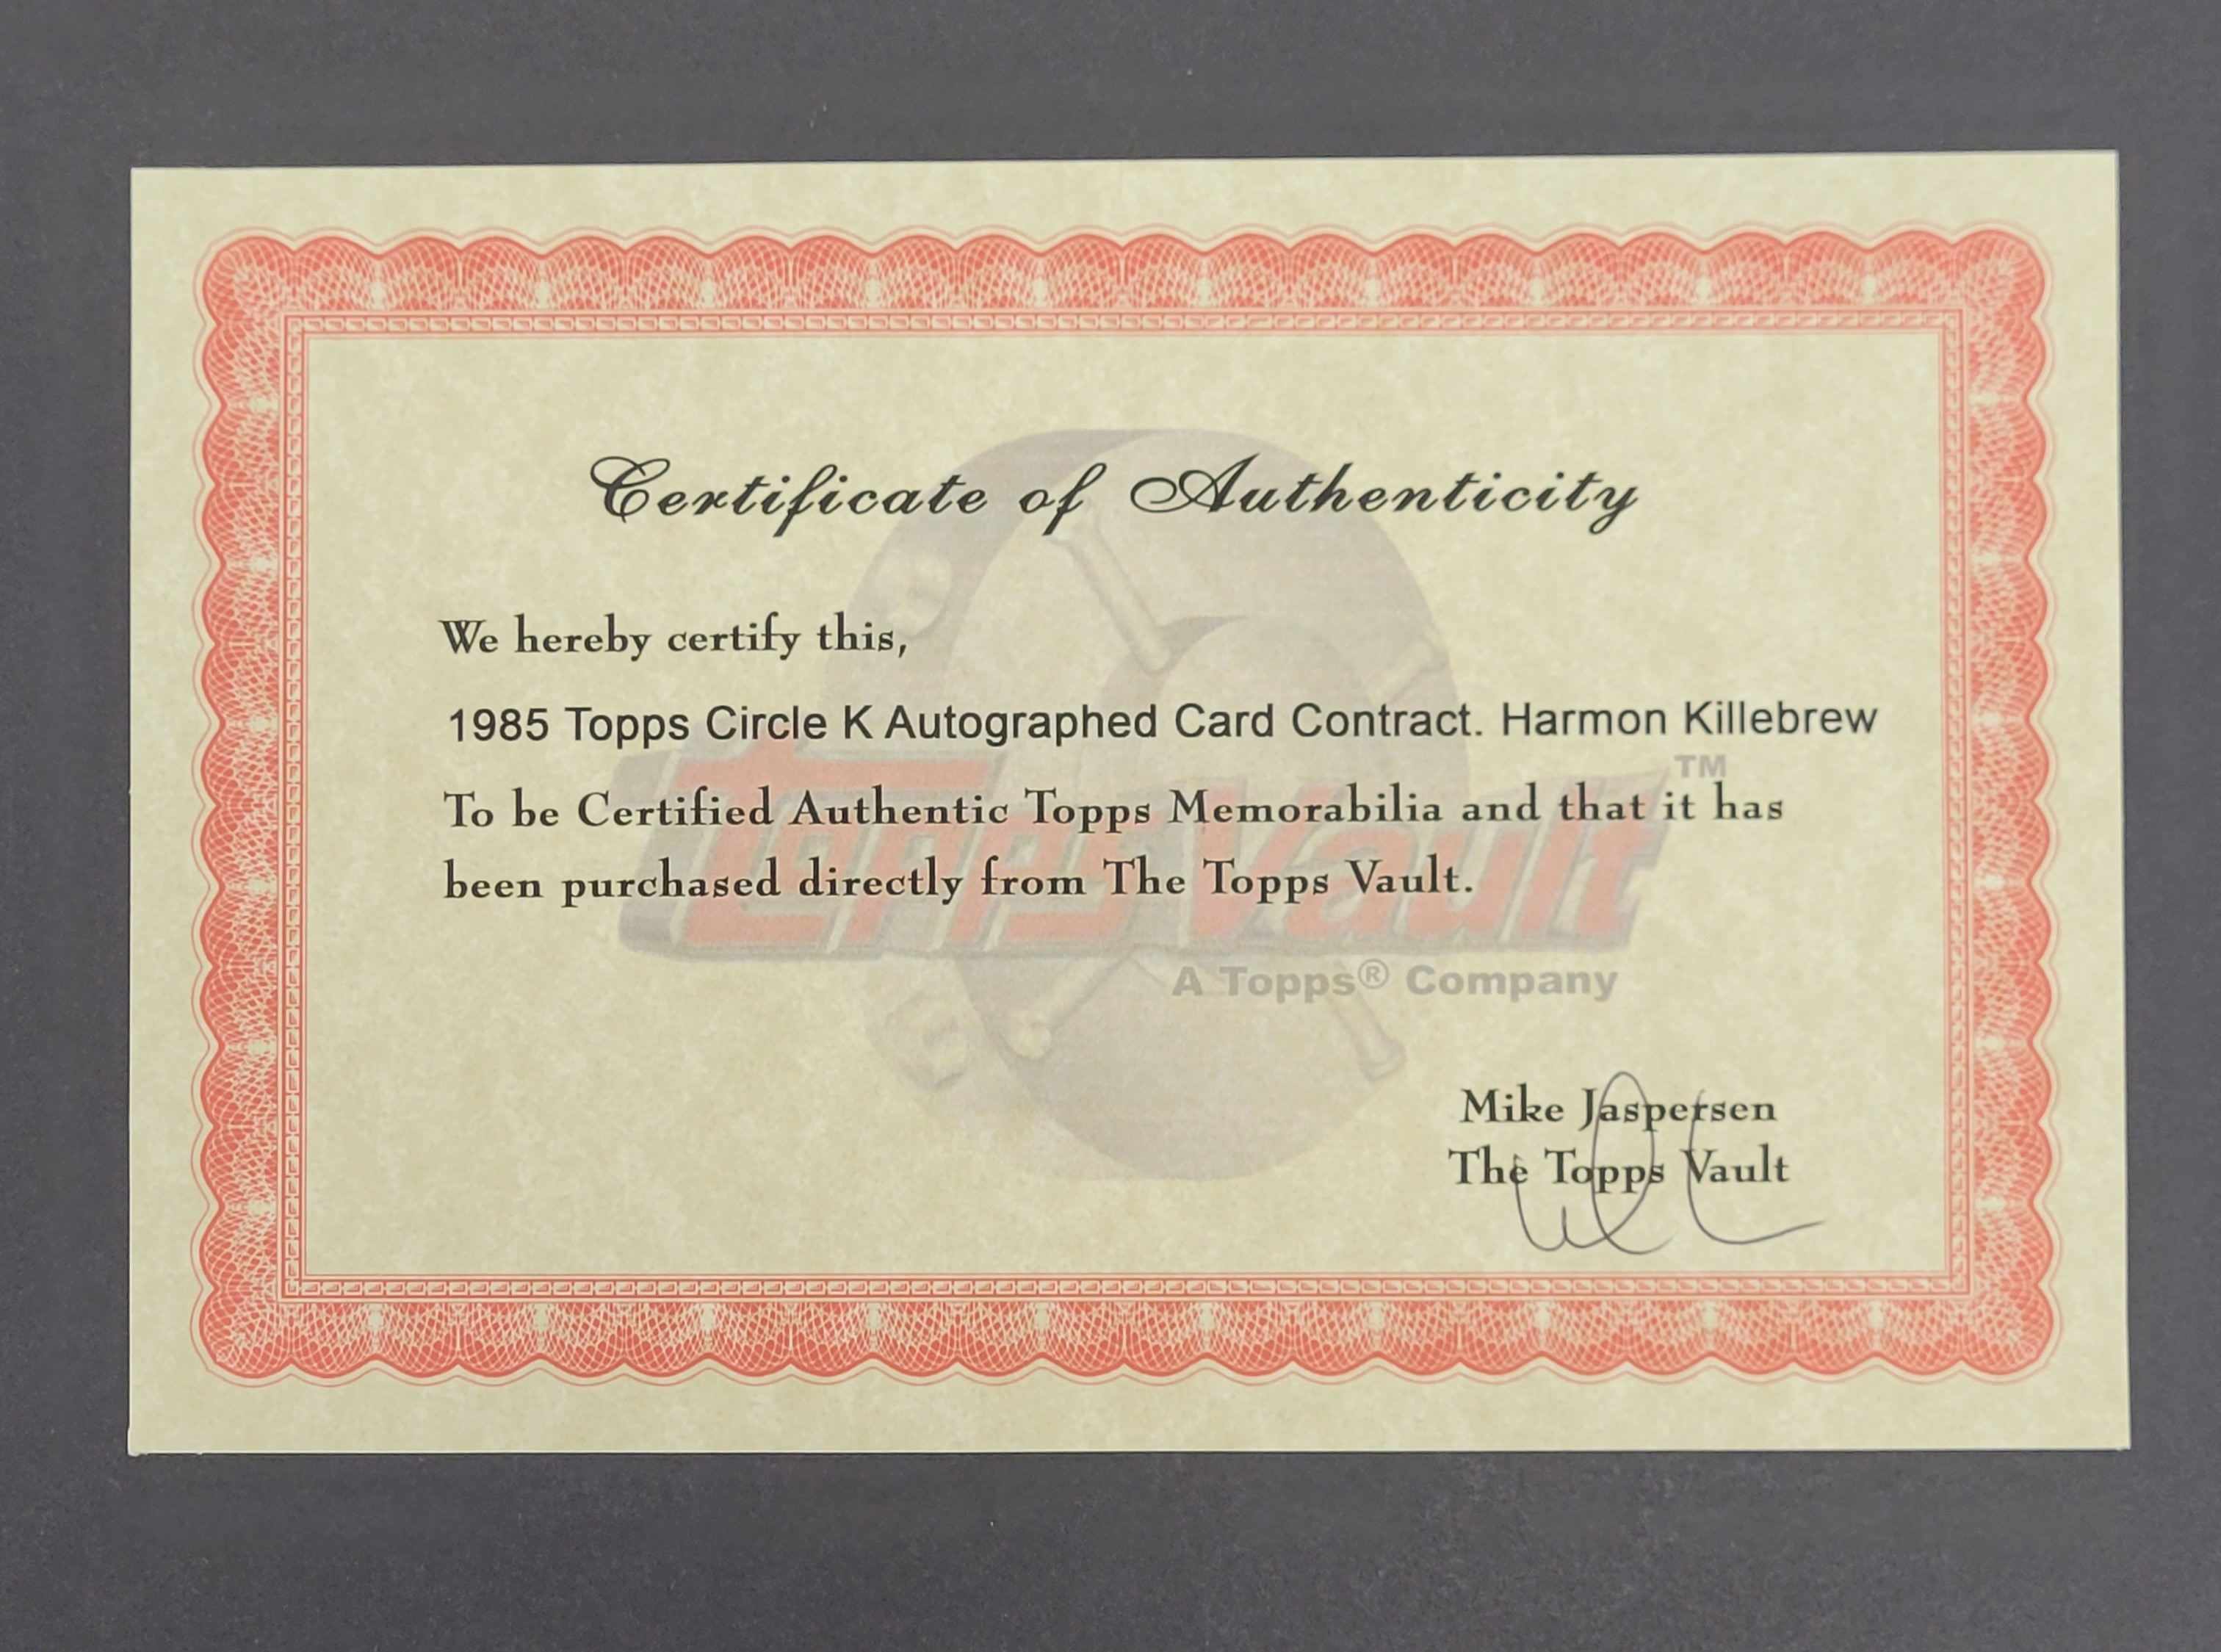 Certificate of Authenticity
We hereby certify this,
1985 Topps Circle K Autographed Card Contract. Harmon Killebrew
To be Certified Authentic Topps Memorabilia and that it has
been purchased directly from The Topps Vault.
Topps Vault™
A Topps® Company
Mike Jaspersen
The Topps Vault